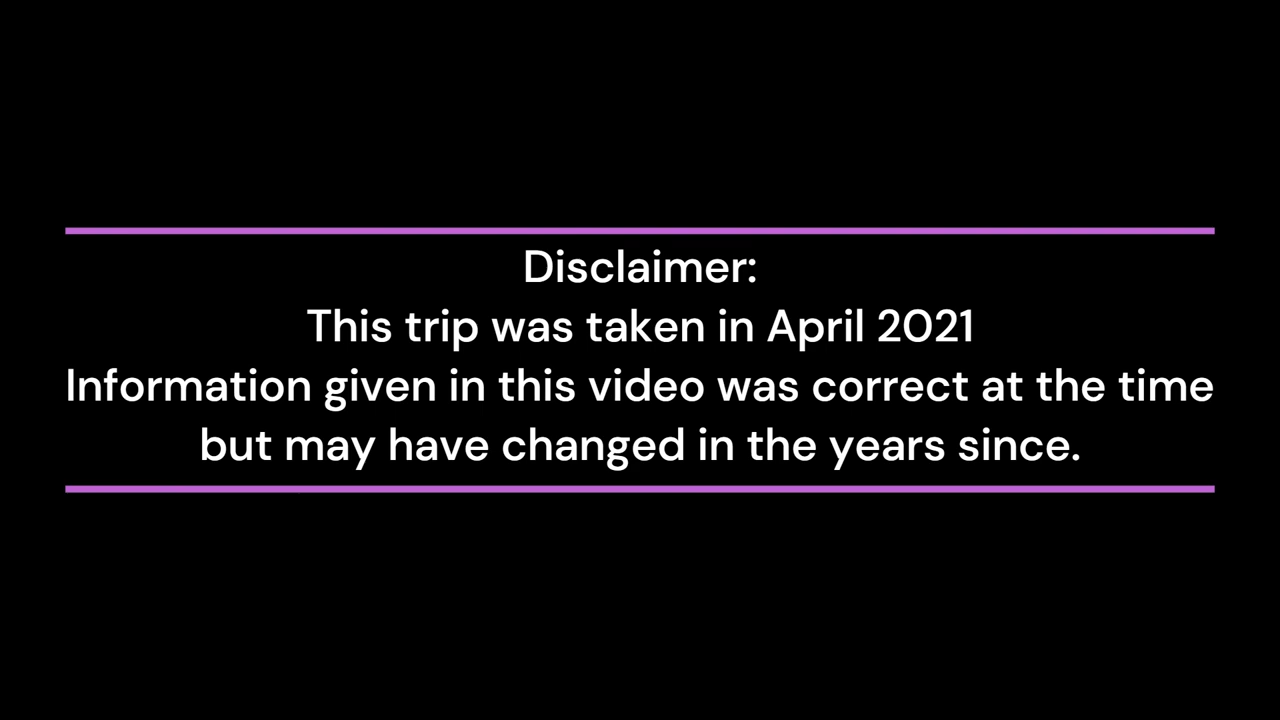 Disclaimer:
This trip was taken in April 2021
Information given in this video was correct at the time
but may have changed in the years since.